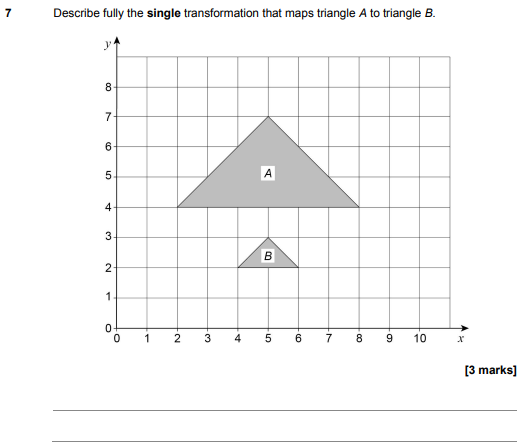 7 Describe fully the single transformation that maps triangle A to triangle B.
y
8
7
6
5
4
3
2
1
0
A
B
0 1 2 3 4 5 6 7 8 9 10 x
[3 marks]